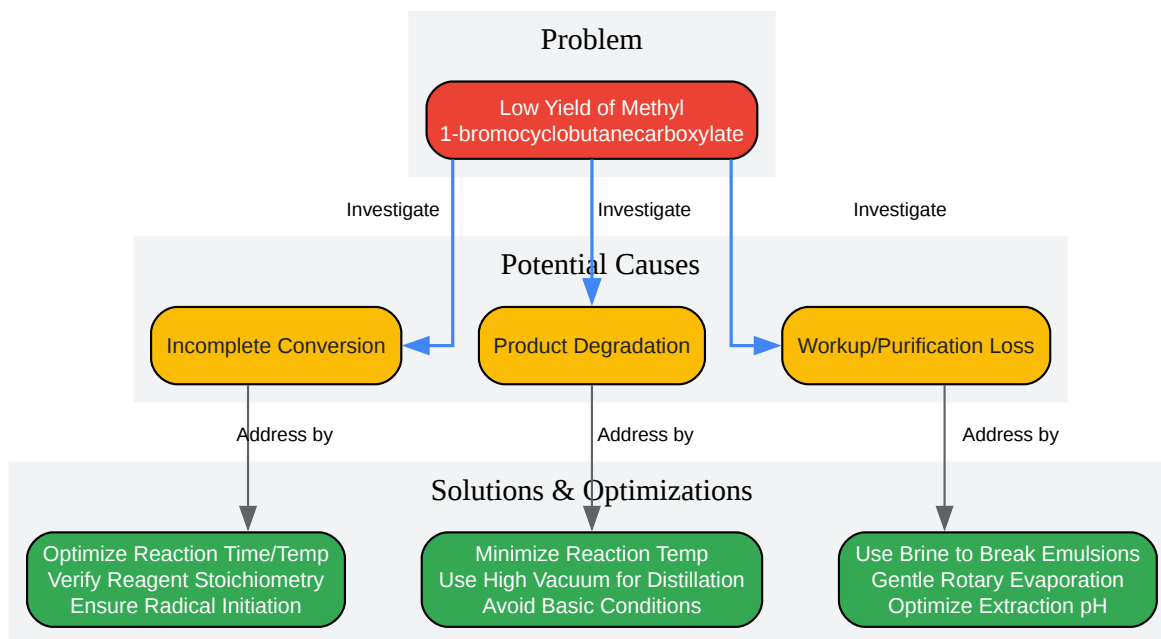 Problem
Low Yield of Methyl
1-bromocyclobutanecarboxylate
Investigate
Investigate
Investigate
Potential Causes
Incomplete Conversion
Product Degradation
Workup/Purification Loss
Address by
Address by
Address by
Solutions & Optimizations
Optimize Reaction Time/Temp
Verify Reagent Stoichiometry
Ensure Radical Initiation
Minimize Reaction Temp
Use High Vacuum for Distillation
Avoid Basic Conditions
Use Brine to Break Emulsions
Gentle Rotary Evaporation
Optimize Extraction pH